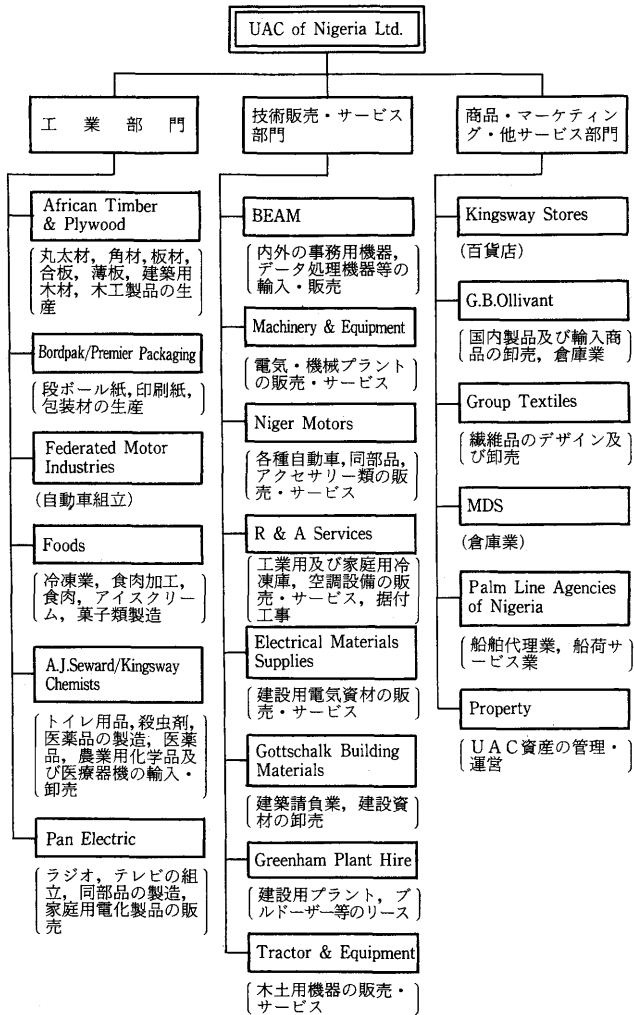 UAC of Nigeria Ltd.
工業部門
African Timber
& Plywood
丸太材，角材，板材，
合板，薄板，建築用
木材，木工製品の生
産
Bordpak/Premier Packaging
段ボール紙，印刷紙，
包装材の生産
Federated Motor
Industries
(自動車組立)
Foods
冷凍業，食肉加工，
食肉，アイスクリー
ム，菓子類製造
A.J.Seward/Kingsway
Chemists
トイレ用品，殺虫剤，
医薬品の製造，医薬
品，農業用化学品及
び医療器機の輸入・
卸売
Pan Electric
ラジオ，テレビの組
立，同部品の製造，
家庭用電化製品の販
売
技術販売・サービス
部門
BEAM
内外の事務用機器，
データ処理機器等の
輸入・販売
Machinery & Equipment
電気・機械プラント
の販売・サービス
Niger Motors
各種自動車，同部品，
アクセサリー類の販
売・サービス
R & A Services
工業用及び家庭用冷
凍庫，空調設備の販
売・サービス，据付
工事
Electrical Materials
Supplies
建設用電気資材の販
売・サービス
Gottschalk Building
Materials
建築請負業，建設資
材の卸売
Greenham Plant Hire
建設用プラント，ブ
ルドーザー等のリース
Tractor & Equipment
木土用機器の販売・
サービス
商品・マーケティン
グ・他サービス部門
Kingsway Stores
(百貨店)
G.B.Ollivant
国内製品及び輸入商
品の卸売，倉庫業
Group Textiles
繊維品のデザイン及
び卸売
MDS
(倉庫業)
Palm Line Agencies
of Nigeria
船舶代理業，船荷サ
ービス業
Property
UAC資産の管理・
運営